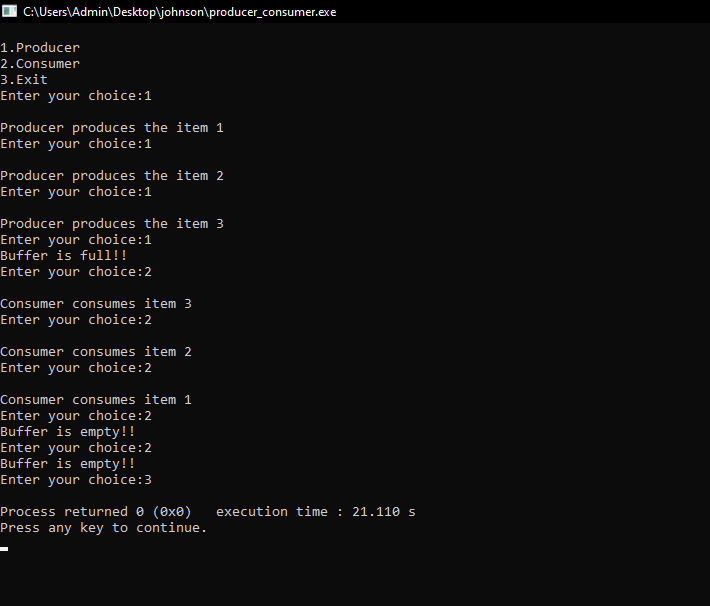 C:\Users\Admin\Desktop\johnson\producer_consumer.exe
1.Producer
2.Consumer
3.Exit
Enter your choice:1
Producer produces the item 1
Enter your choice:1
Producer produces the item 2
Enter your choice:1
Producer produces the item 3
Enter your choice:1
Buffer is full!!
Enter your choice:2
Consumer consumes item 3
Enter your choice:2
Consumer consumes item 2
Enter your choice:2
Consumer consumes item 1
Enter your choice:2
Buffer is empty!!
Enter your choice:2
Buffer is empty!!
Enter your choice:3
Process returned 0 (0x0)   execution time : 21.110 s
Press any key to continue.